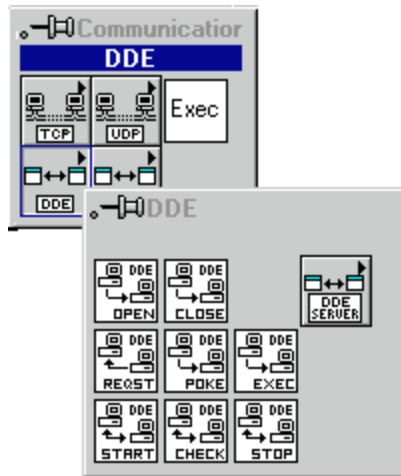 Communicatior
DDE
TCP
UDP
Exec
DDE
DDE
DDE OPEN
DDE CLOSE
DDE SERVER
DDE REQST
DDE POKE
DDE EXEC
DDE START
DDE CHECK
DDE STOP